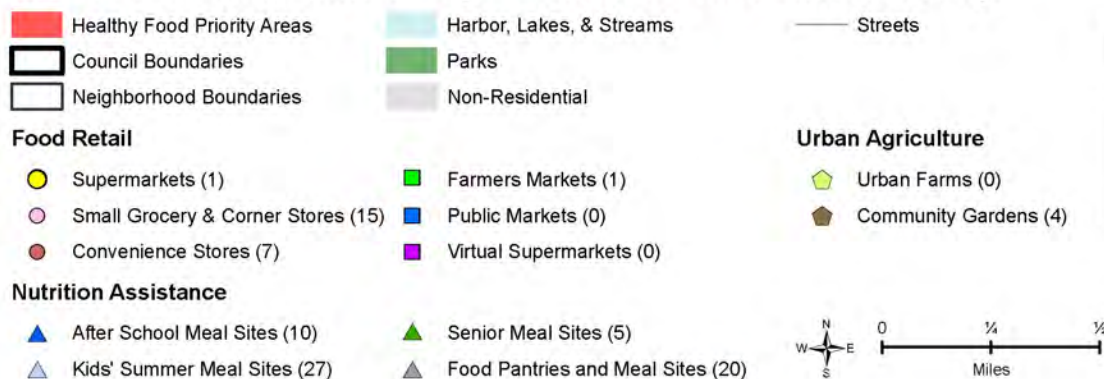 Healthy Food Priority Areas
Harbor, Lakes, & Streams
Streets
Council Boundaries
Parks
Neighborhood Boundaries
Non-Residential
Food Retail
Urban Agriculture
Supermarkets (1)
Farmers Markets (1)
Urban Farms (0)
Small Grocery & Corner Stores (15)
Public Markets (0)
Community Gardens (4)
Convenience Stores (7)
Virtual Supermarkets (0)
Nutrition Assistance
After School Meal Sites (10)
Senior Meal Sites (5)
Kids' Summer Meal Sites (27)
Food Pantries and Meal Sites (20)
N
W E
S
0 ¼ ½
Miles